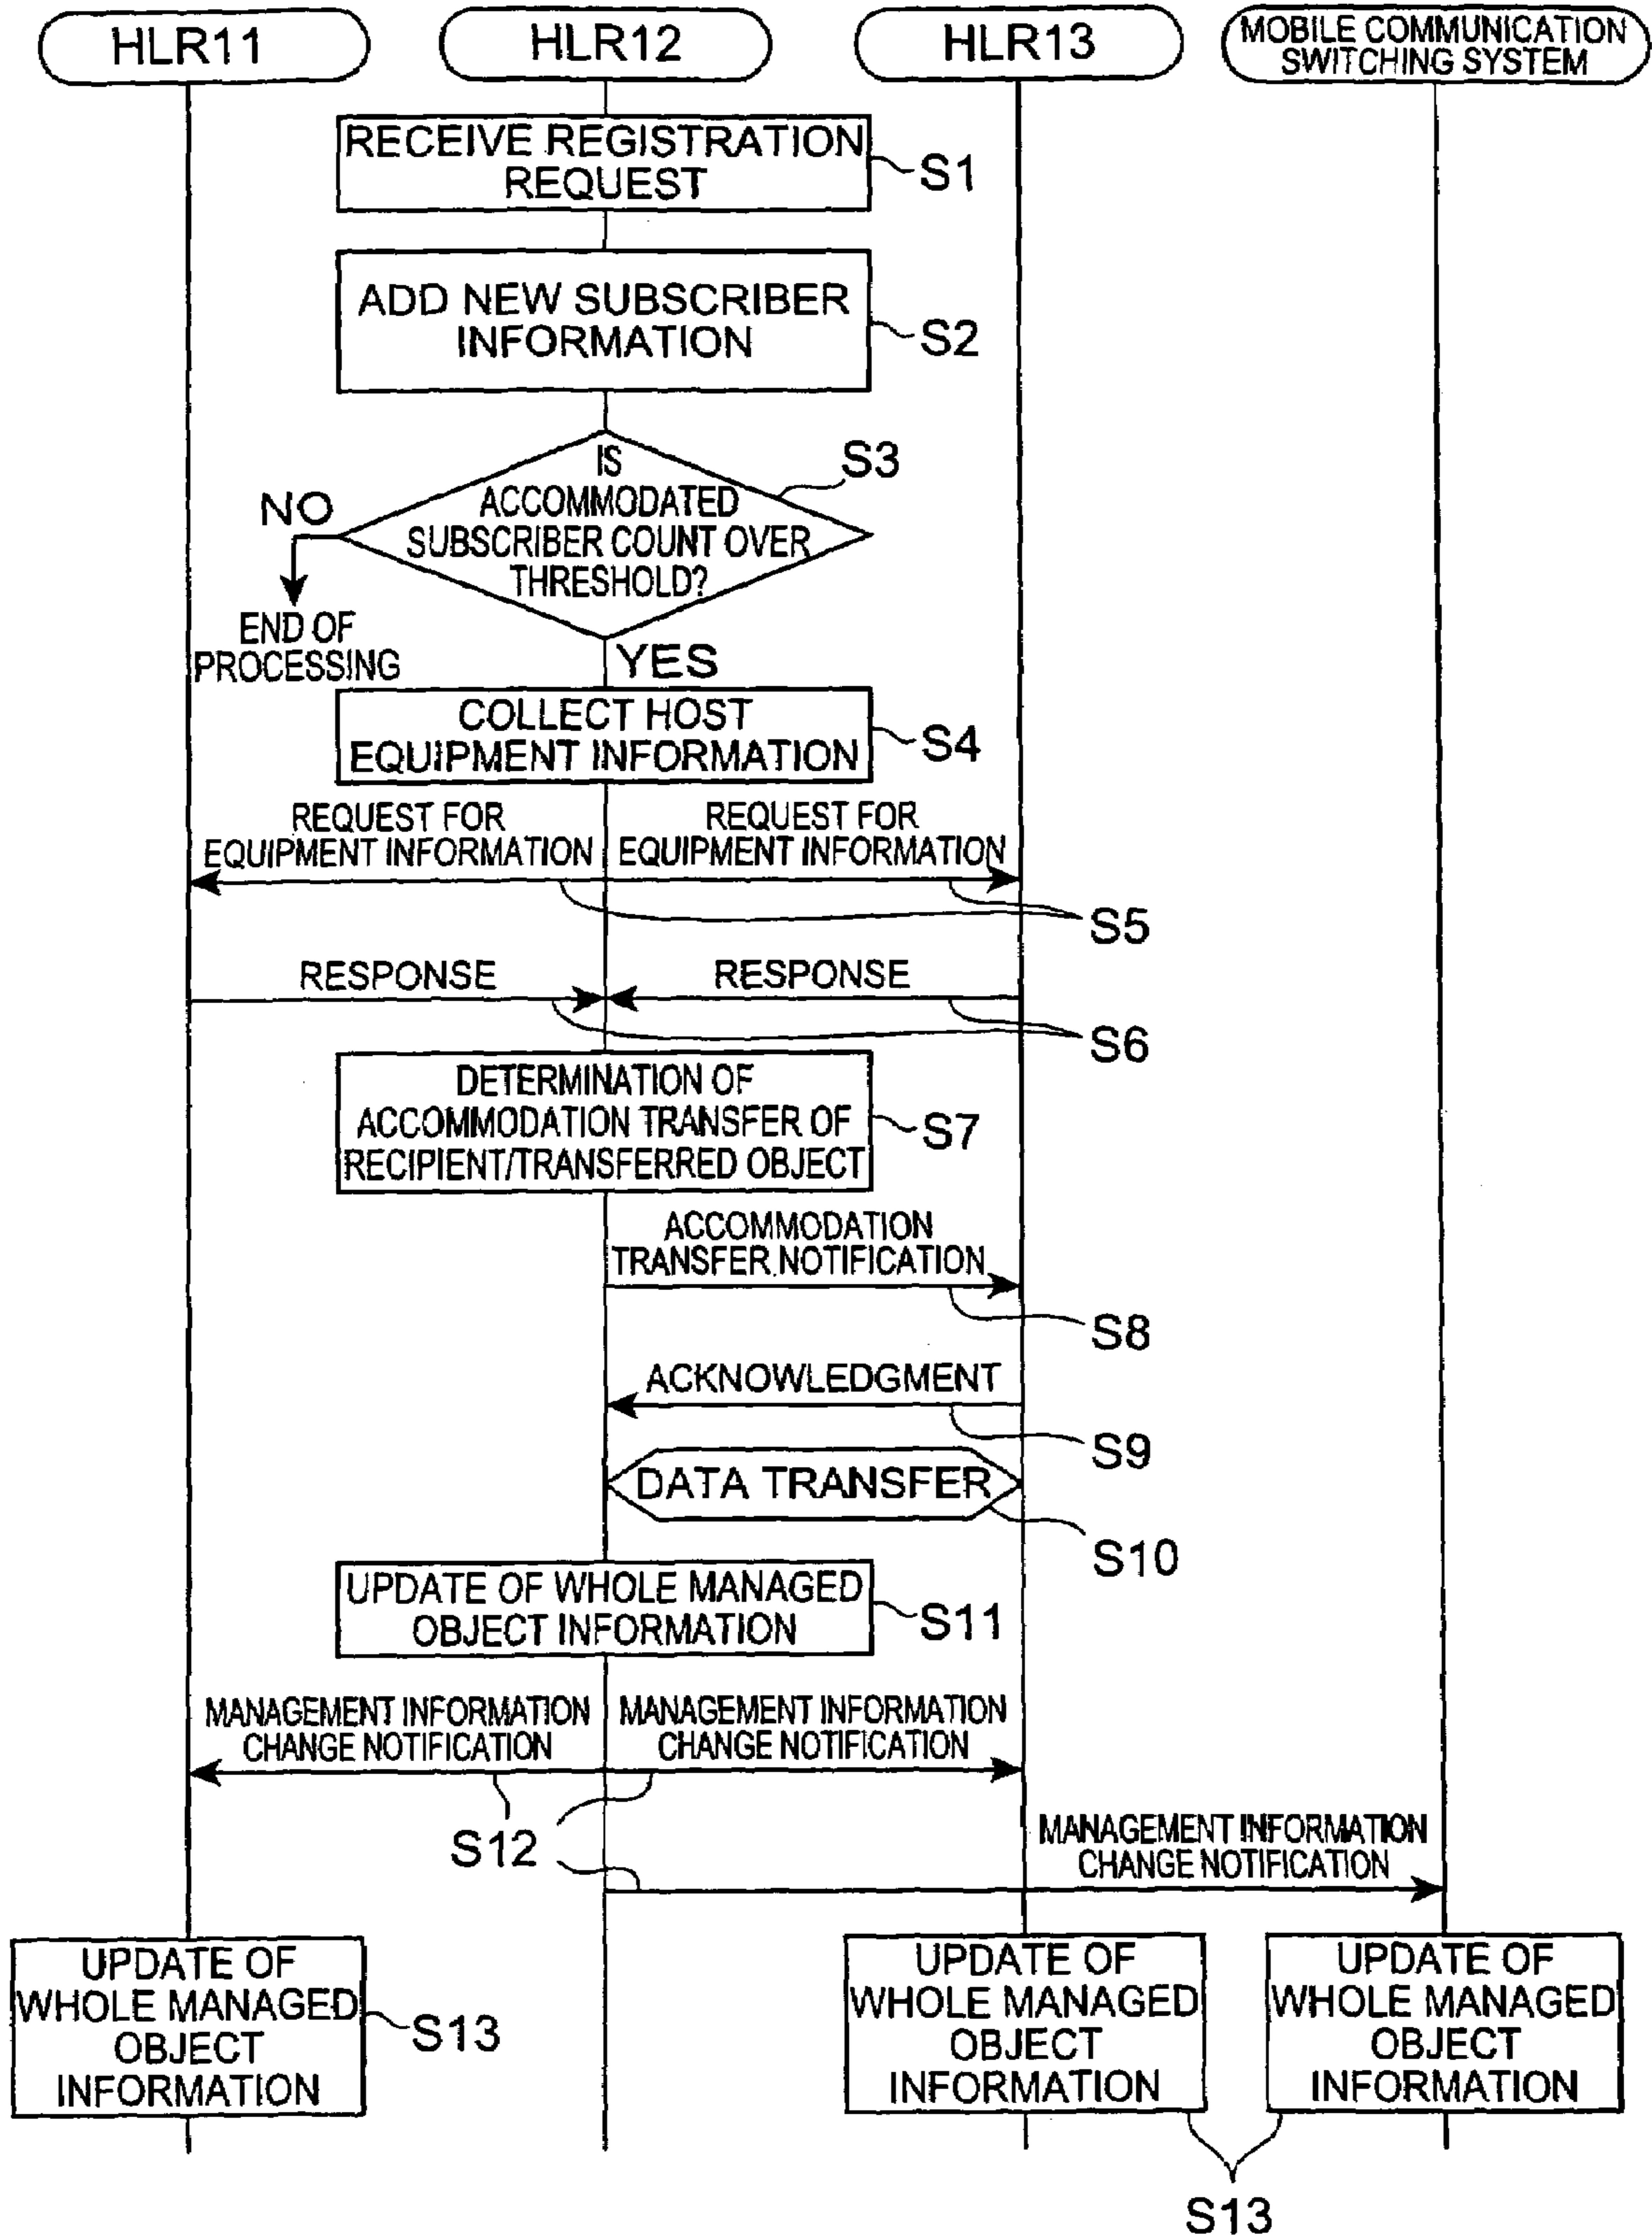 HLR11
HLR12
HLR13
MOBILE COMMUNICATION
SWITCHING SYSTEM
RECEIVE REGISTRATION
REQUEST
S1
ADD NEW SUBSCRIBER
INFORMATION
S2
IS
ACCOMMODATED
SUBSCRIBER COUNT OVER
THRESHOLD?
S3
NO
END OF
PROCESSING
YES
COLLECT HOST
EQUIPMENT INFORMATION
S4
REQUEST FOR
EQUIPMENT INFORMATION
REQUEST FOR
EQUIPMENT INFORMATION
S5
RESPONSE
RESPONSE
S6
DETERMINATION OF
ACCOMMODATION TRANSFER OF
RECIPIENT/TRANSFERRED OBJECT
S7
ACCOMMODATION
TRANSFER NOTIFICATION
S8
ACKNOWLEDGMENT
S9
DATA TRANSFER
S10
UPDATE OF WHOLE MANAGED
OBJECT INFORMATION
S11
MANAGEMENT INFORMATION
CHANGE NOTIFICATION
MANAGEMENT INFORMATION
CHANGE NOTIFICATION
S12
MANAGEMENT INFORMATION
CHANGE NOTIFICATION
UPDATE OF
WHOLE MANAGED
OBJECT
INFORMATION
S13
UPDATE OF
WHOLE MANAGED
OBJECT
INFORMATION
UPDATE OF
WHOLE MANAGED
OBJECT
INFORMATION
S13